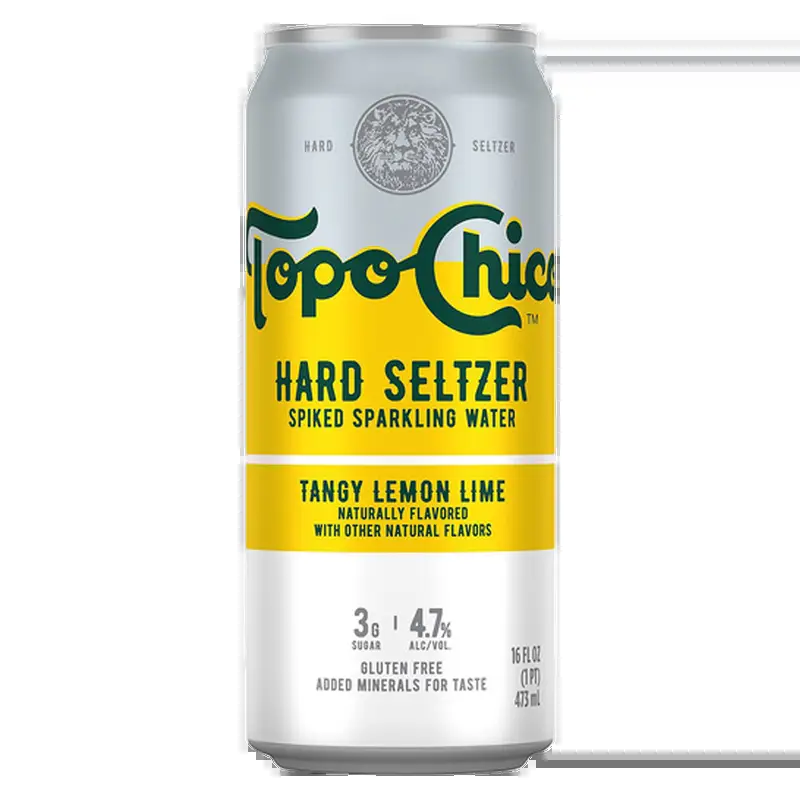 HARD SELTZER
Topo Chico
TM
HARD SELTZER
SPIKED SPARKLING WATER
TANGY LEMON LIME
NATURALLY FLAVORED
WITH OTHER NATURAL FLAVORS
3G | 4.7%
SUGAR ALC/VOL.
GLUTEN FREE
ADDED MINERALS FOR TASTE
16 FL OZ
(1 PT)
473 mL